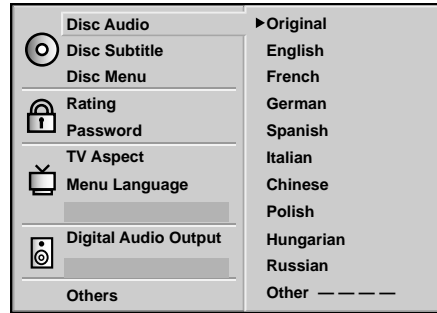 Disc Audio
Disc Subtitle
Disc Menu
Rating
Password
TV Aspect
Menu Language
Digital Audio Output
Others
Original
English
French
German
Spanish
Italian
Chinese
Polish
Hungarian
Russian
Other — — — —